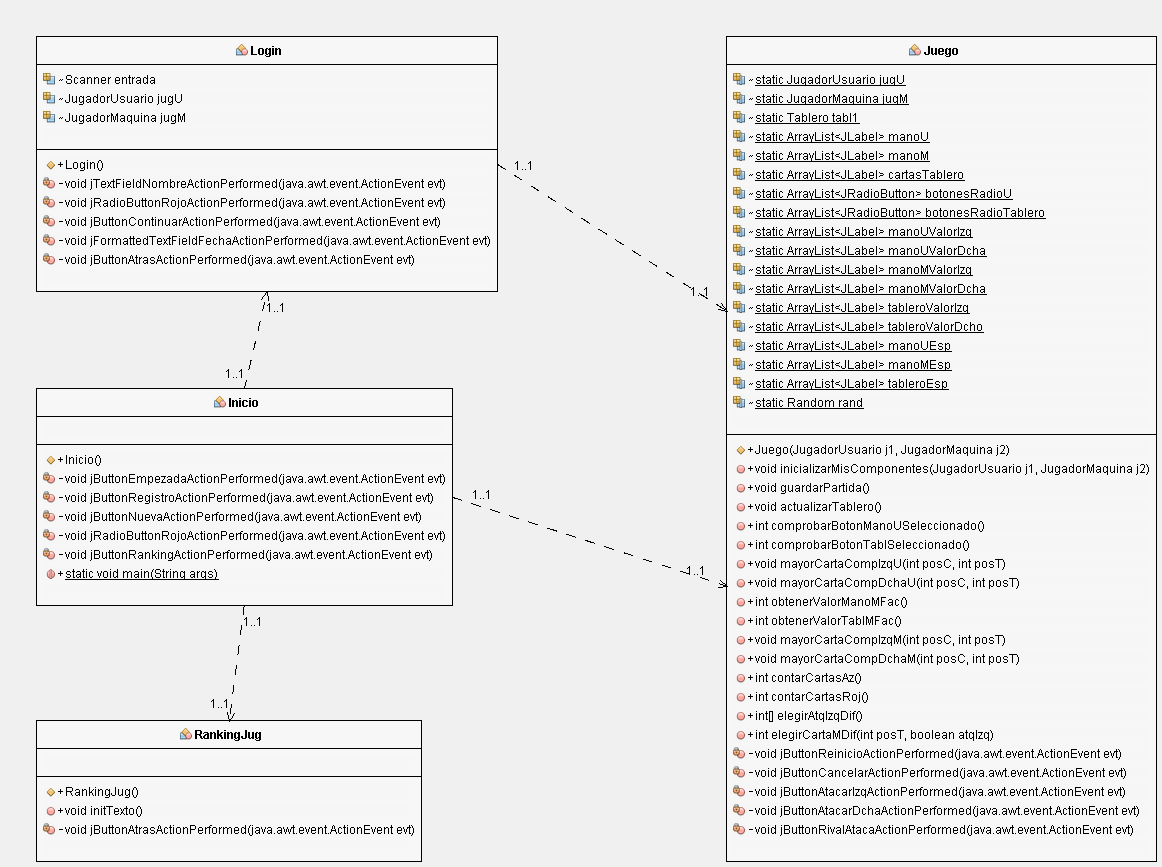 Login
~Scanner entrada
~JugadorUsuario jugU
~JugadorMaquina jugM
+Login()
-void jTextFieldNombreActionPerformed(java.awt.event.ActionEvent evt)
-void jRadioButtonRojoActionPerformed(java.awt.event.ActionEvent evt)
-void jButtonContinuarActionPerformed(java.awt.event.ActionEvent evt)
-void jFormattedTextFieldFechaActionPerformed(java.awt.event.ActionEvent evt)
-void jButtonAtrasActionPerformed(java.awt.event.ActionEvent evt)
1..1
1..1
1..1
1..1
Inicio
+Inicio()
-void jButtonEmpezadaActionPerformed(java.awt.event.ActionEvent evt)
-void jButtonRegistroActionPerformed(java.awt.event.ActionEvent evt)
-void jButtonNuevaActionPerformed(java.awt.event.ActionEvent evt)
-void jRadioButtonRojoActionPerformed(java.awt.event.ActionEvent evt)
-void jButtonRankingActionPerformed(java.awt.event.ActionEvent evt)
+static void main(String args)
1..1
1..1
1..1
1..1
RankingJug
+RankingJug()
+void initTexto()
-void jButtonAtrasActionPerformed(java.awt.event.ActionEvent evt)
Juego
~static JugadorUsuario jugU
~static JugadorMaquina jugM
~static Tablero tabl1
~static ArrayList<JLabel> manoU
~static ArrayList<JLabel> manoM
~static ArrayList<JLabel> cartasTablero
~static ArrayList<JRadioButton> botonesRadioU
~static ArrayList<JRadioButton> botonesRadioTablero
~static ArrayList<JLabel> manoUValorIzq
~static ArrayList<JLabel> manoUValorDcha
~static ArrayList<JLabel> manoMValorIzq
~static ArrayList<JLabel> manoMValorDcha
~static ArrayList<JLabel> tableroValorIzq
~static ArrayList<JLabel> tableroValorDcho
~static ArrayList<JLabel> manoUEsp
~static ArrayList<JLabel> manoMEsp
~static ArrayList<JLabel> tableroEsp
~static Random rand
+Juego(JugadorUsuario j1, JugadorMaquina j2)
+void inicializarMisComponentes(JugadorUsuario j1, JugadorMaquina j2)
+void guardarPartida()
+void actualizarTablero()
+int comprobarBotonManoUSeleccionado()
+int comprobarBotonTablSeleccionado()
+void mayorCartaCompIzqU(int posC, int posT)
+void mayorCartaCompDchaU(int posC, int posT)
+int obtenerValorManoMFac()
+int obtenerValorTablMFac()
+void mayorCartaCompIzqM(int posC, int posT)
+void mayorCartaCompDchaM(int posC, int posT)
+int contarCartasAz()
+int contarCartasRoj()
+int[] elegirAtqIzqDif()
+int elegirCartaMDif(int posT, boolean atqIzq)
-void jButtonReinicioActionPerformed(java.awt.event.ActionEvent evt)
-void jButtonCancelarActionPerformed(java.awt.event.ActionEvent evt)
-void jButtonAtacarIzqActionPerformed(java.awt.event.ActionEvent evt)
-void jButtonAtacarDchaActionPerformed(java.awt.event.ActionEvent evt)
-void jButtonRivalAtacaActionPerformed(java.awt.event.ActionEvent evt)